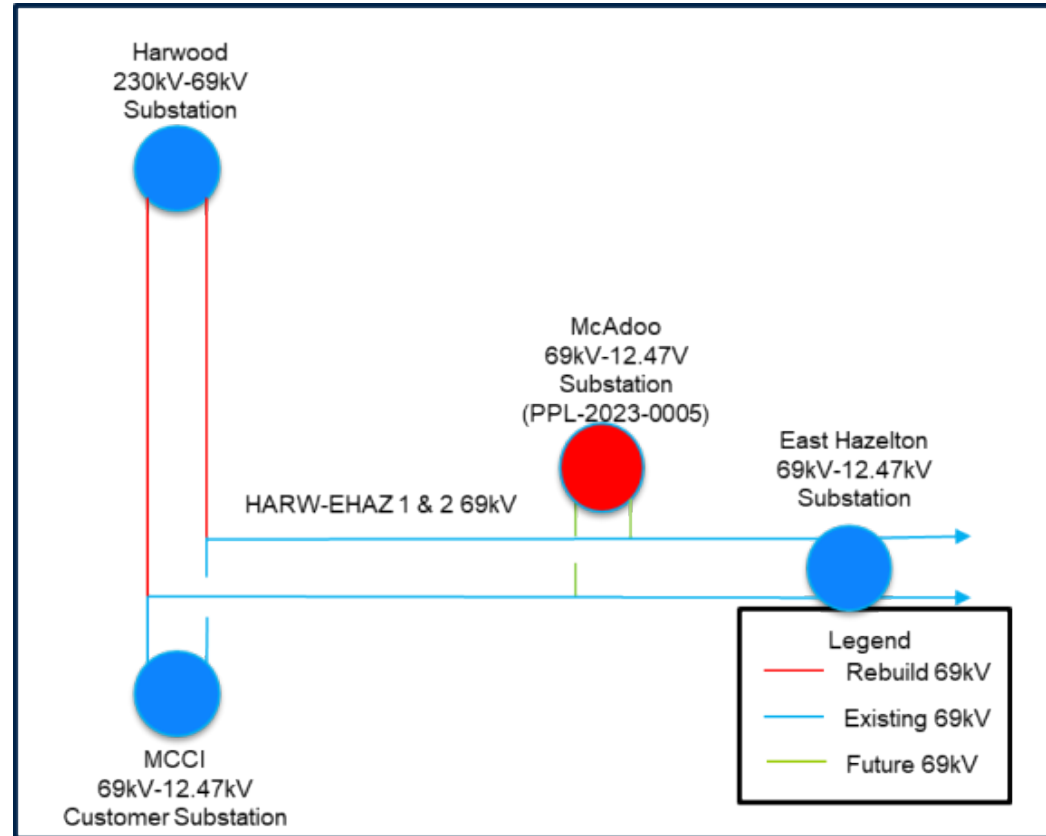 Harwood
230kV-69kV
Substation
McAdoo
69kV-12.47V
Substation
(PPL-2023-0005)
East Hazelton
69kV-12.47kV
Substation
HARW-EHAZ 1 & 2 69kV
Legend
Rebuild 69kV
Existing 69kV
Future 69kV
MCCI
69kV-12.47kV
Customer Substation